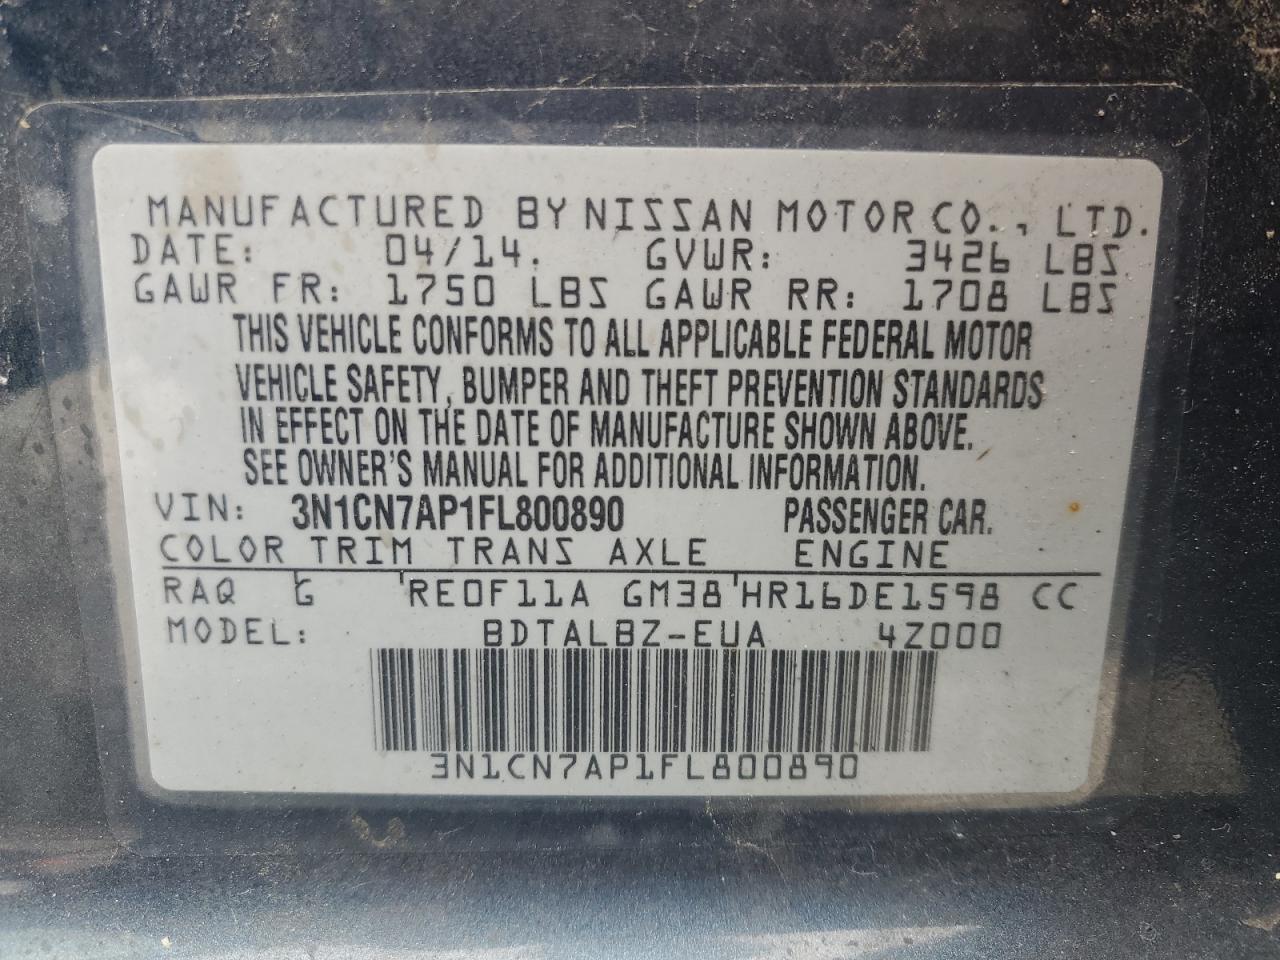 MANUFACTURED BY NISSAN MOTOR CO., LTD.
DATE: 04/14. GVWR: 3426 LBS
GAWR FR: 1750 LBS GAWR RR: 1708 LBS
THIS VEHICLE CONFORMS TO ALL APPLICABLE FEDERAL MOTOR
VEHICLE SAFETY, BUMPER AND THEFT PREVENTION STANDARDS
IN EFFECT ON THE DATE OF MANUFACTURE SHOWN ABOVE.
SEE OWNER'S MANUAL FOR ADDITIONAL INFORMATION.
VIN: 3N1CN7AP1FL800890 PASSENGER CAR.
COLOR TRIM TRANS AXLE ENGINE
RAQ G RE0F11A GM38 HR16DE1598 CC
MODEL: BDTALBZ-EUA 4Z000
3N1CN7AP1FL800890